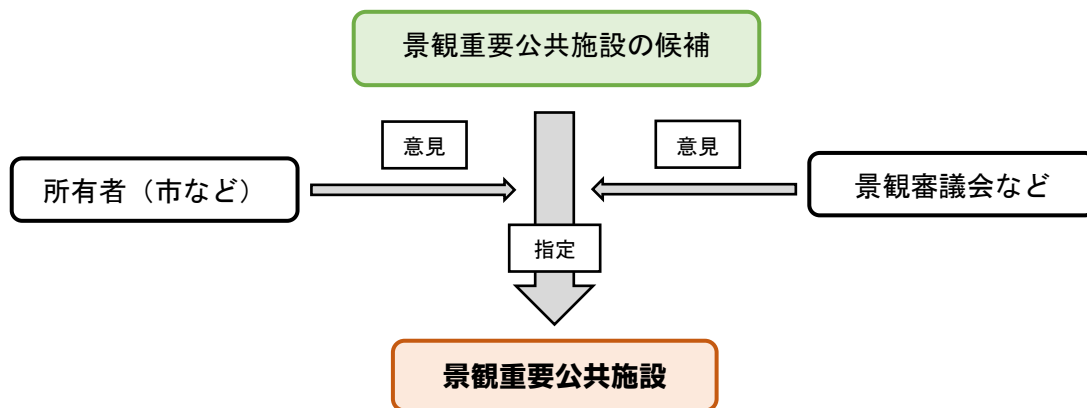 景観重要公共施設の候補
意見
意見
所有者（市など）
景観審議会など
指定
景観重要公共施設